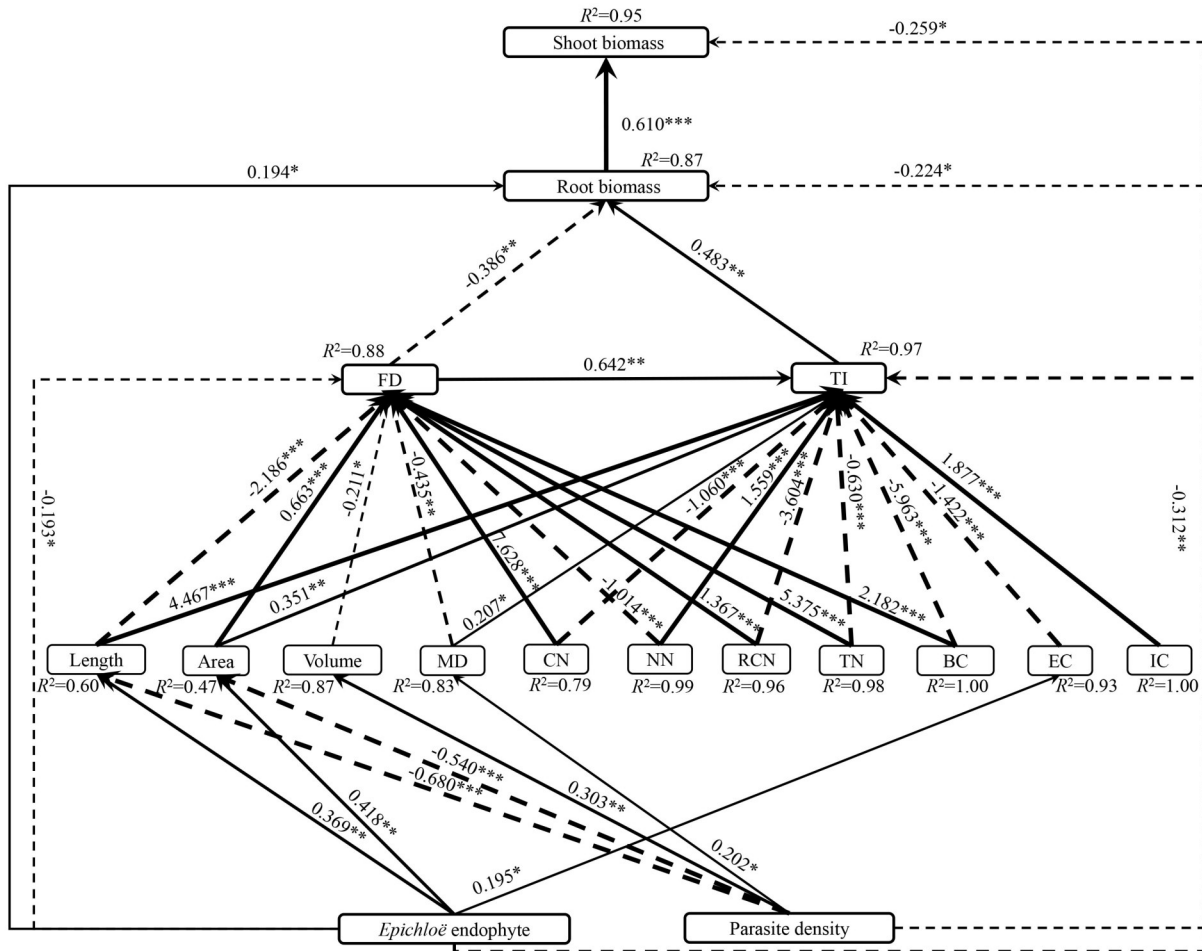 R²=0.95
Shoot biomass
-0.259*
0.610***
R²=0.87
0.194*
Root biomass
-0.224*
-0.386**
0.483**
R²=0.88
R²=0.97
FD
0.642**
TI
-0.193*
-2.186***
0.663***
-0.211*
-0.435**
7.628***
-1.014***
1.367***
5.375***
2.182***
4.467***
0.351**
0.207*
-1.060***
1.559***
-3.604***
-0.630***
-5.963***
-1.422***
1.877***
-0.312**
Length
Area
Volume
MD
CN
NN
RCN
TN
BC
EC
IC
R²=0.60
R²=0.47
R²=0.87
R²=0.83
R²=0.79
R²=0.99
R²=0.96
R²=0.98
R²=1.00
R²=0.93
R²=1.00
-0.540***
-0.680***
0.303**
0.369**
0.418**
0.202*
0.195*
Epichloë endophyte
Parasite density